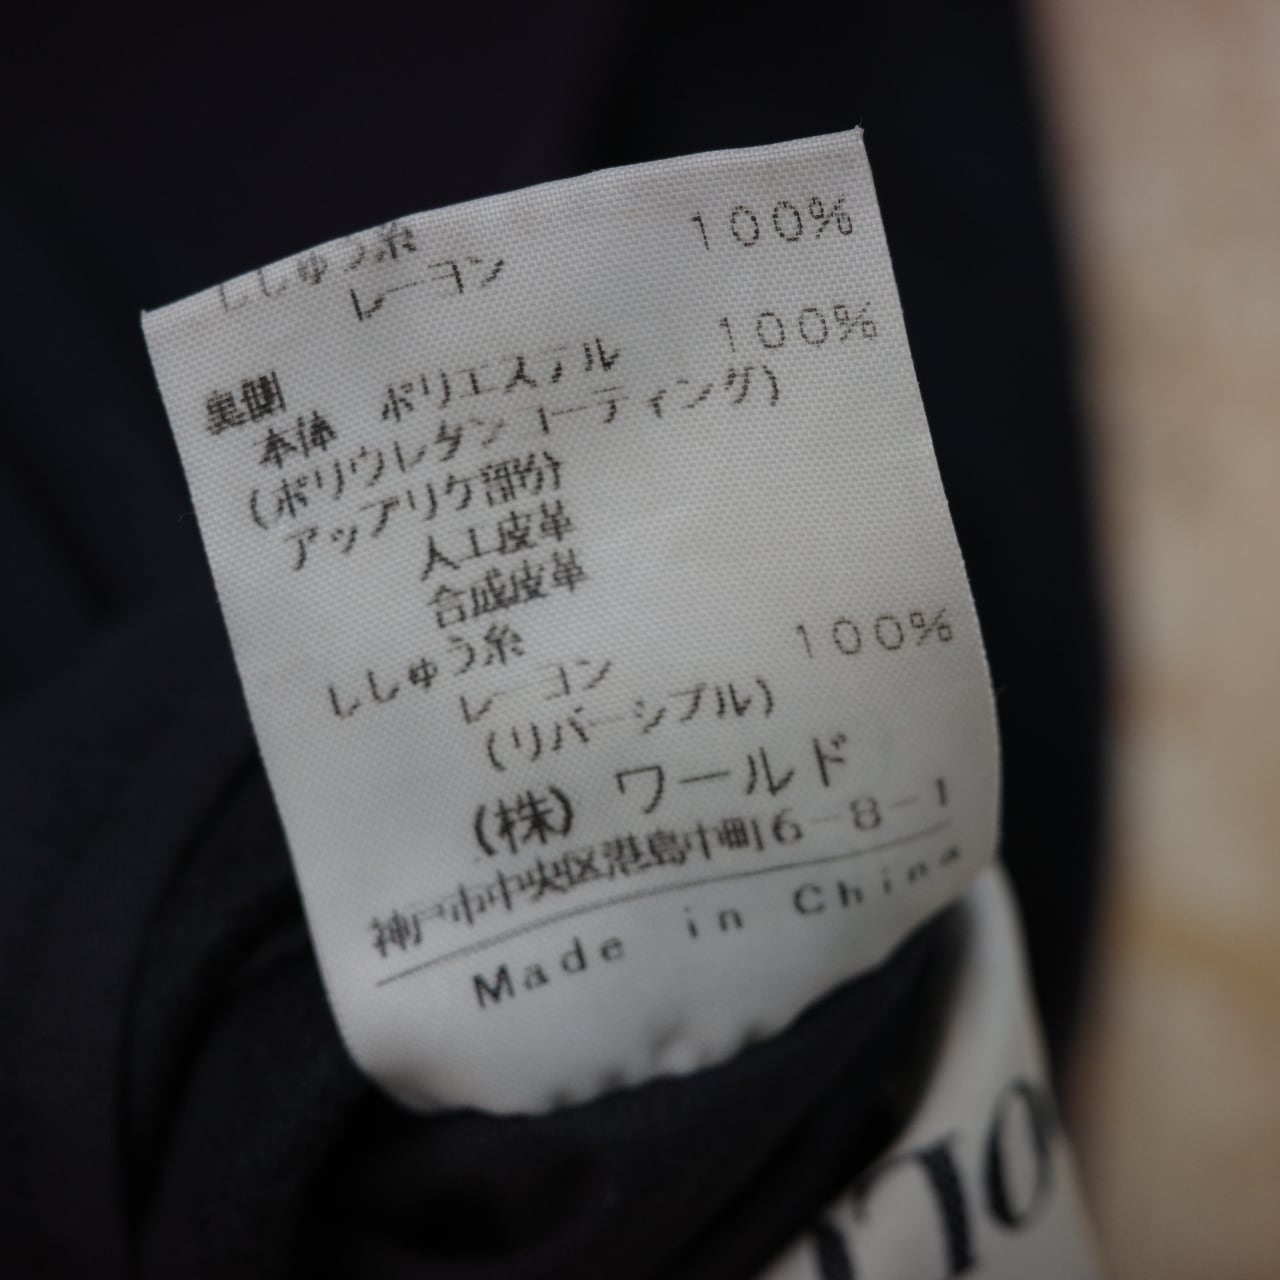 ししゅう糸
レーヨン 100%
裏側
本体 ポリエステル 100%
(ポリウレタンコーティング)
アップリケ部分
人工皮革
合成皮革
ししゅう糸
レーヨン 100%
(リバーシブル)
(株) ワールド
神戸市中央区港島中町6-8-1
Made in China